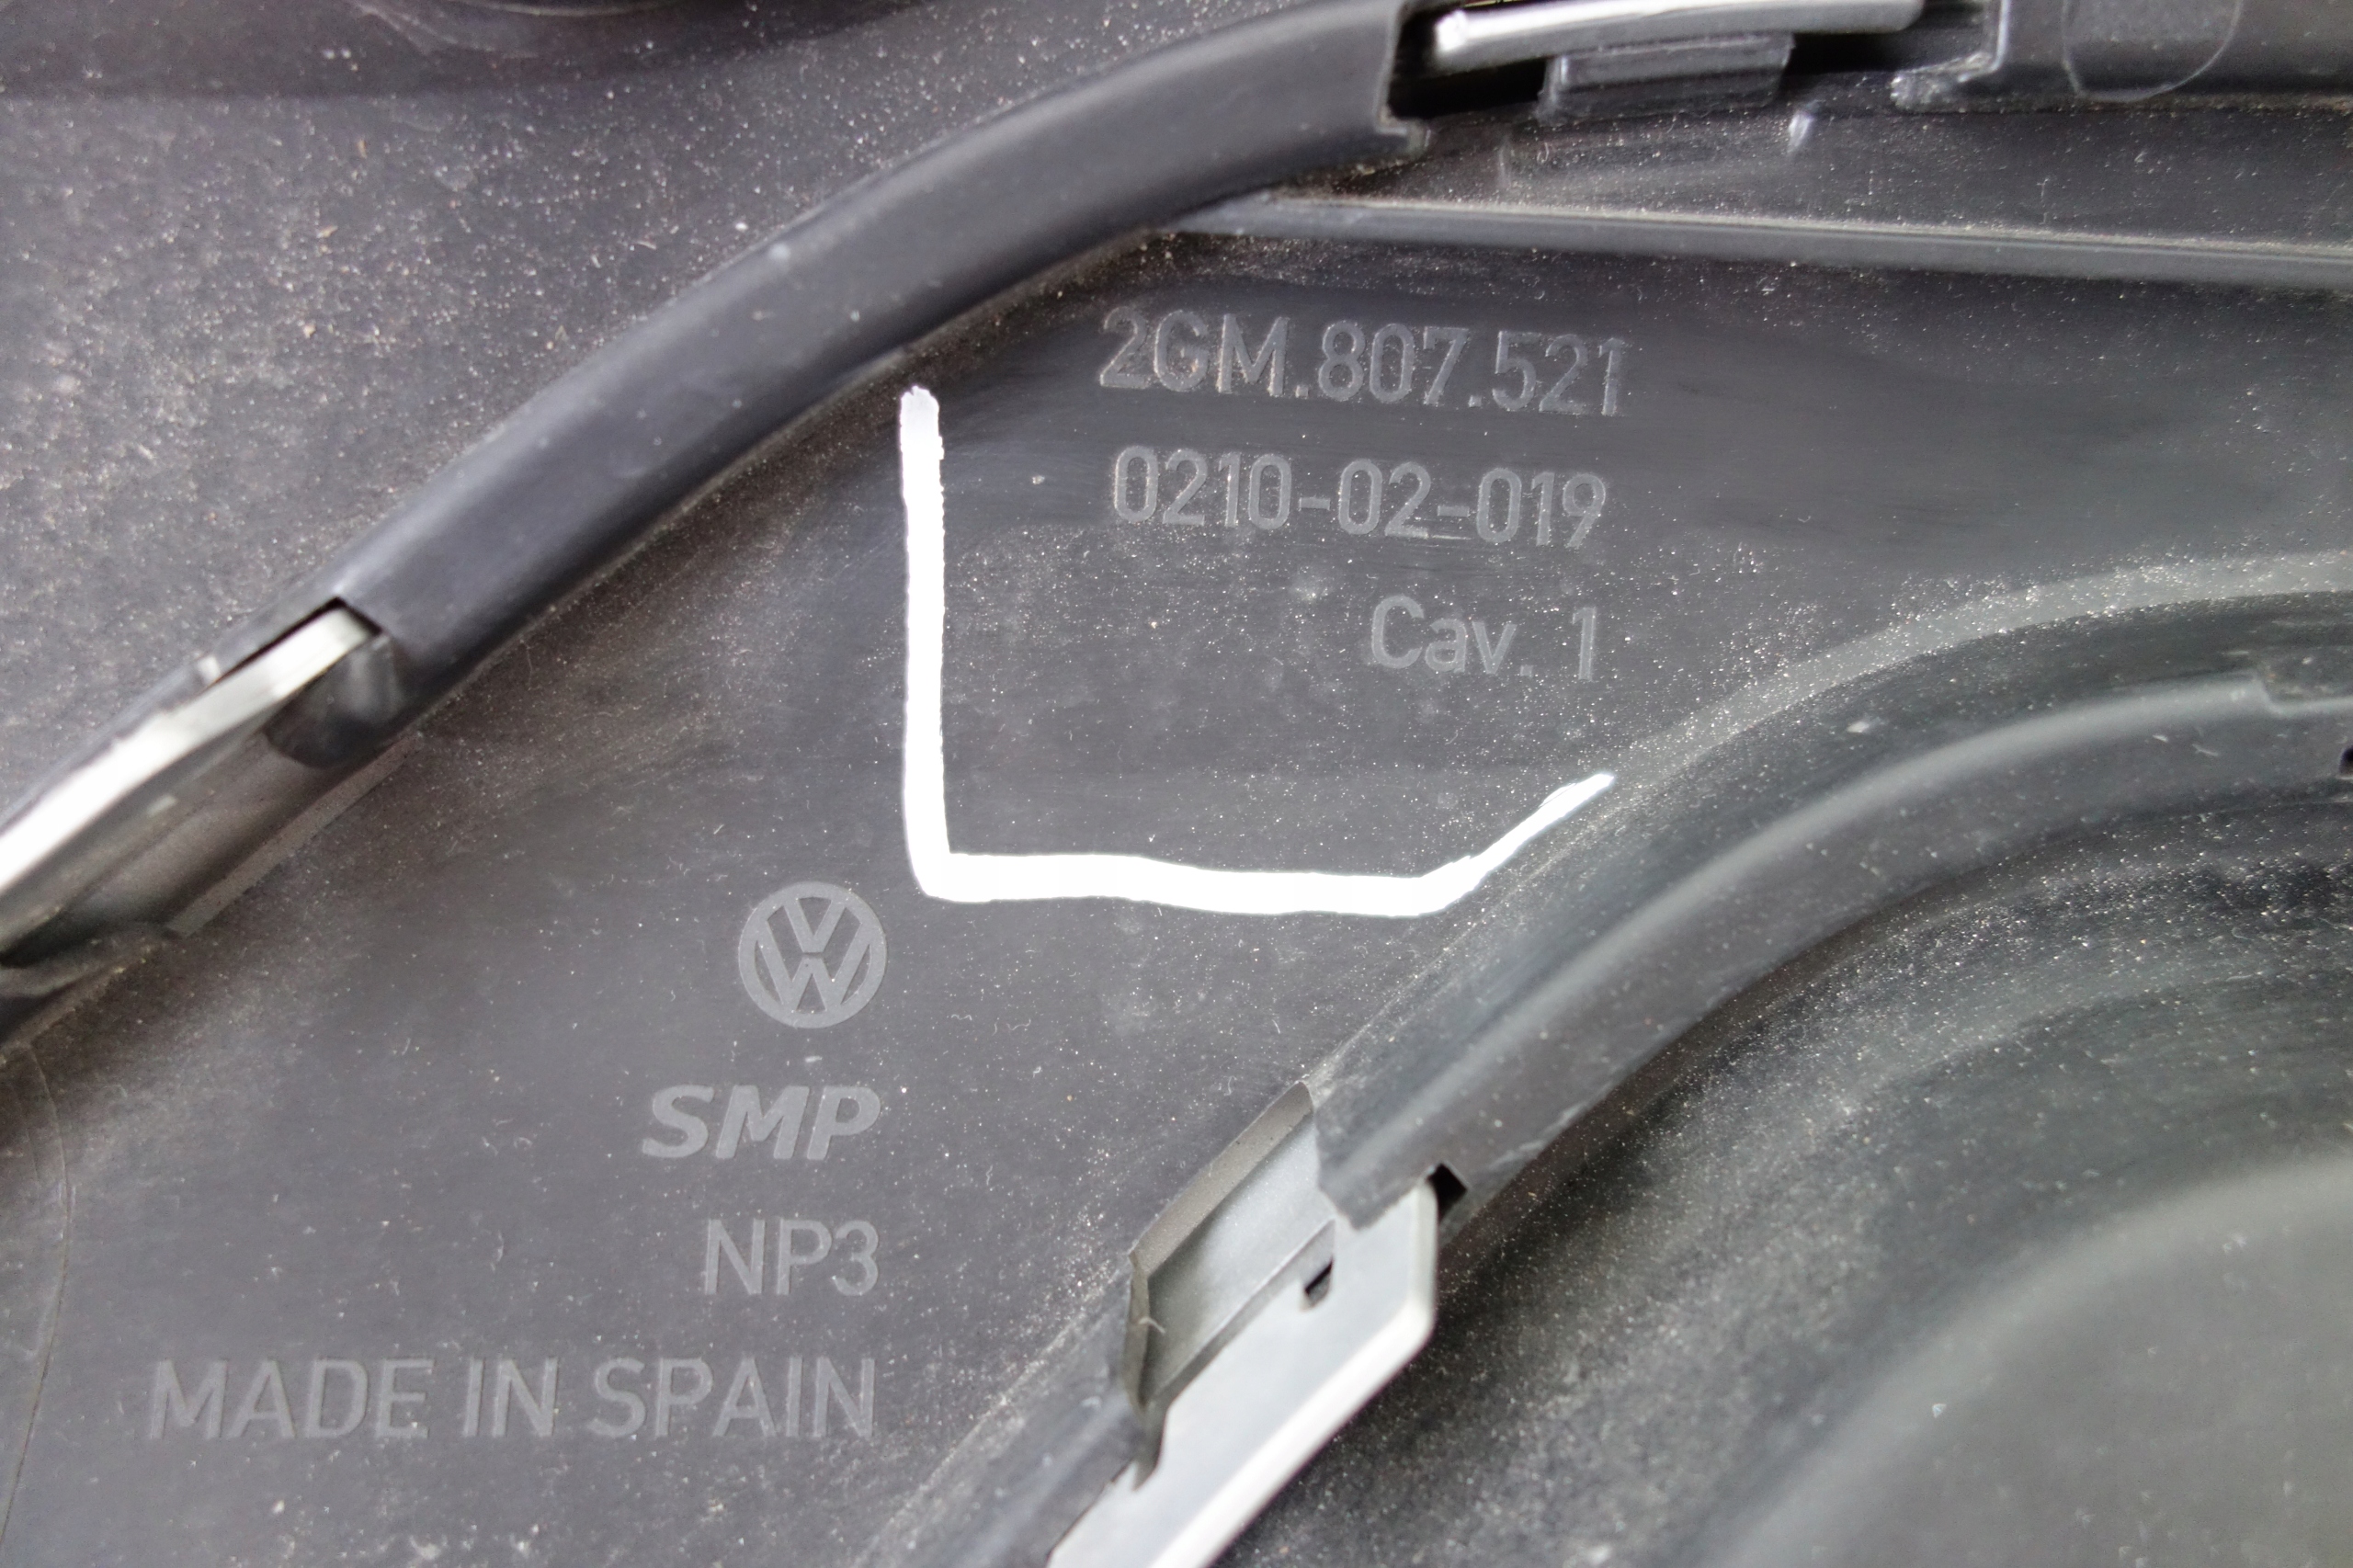 2GM.807.521
0210-02-019
Cav. 1
SMP
NP3
MADE IN SPAIN